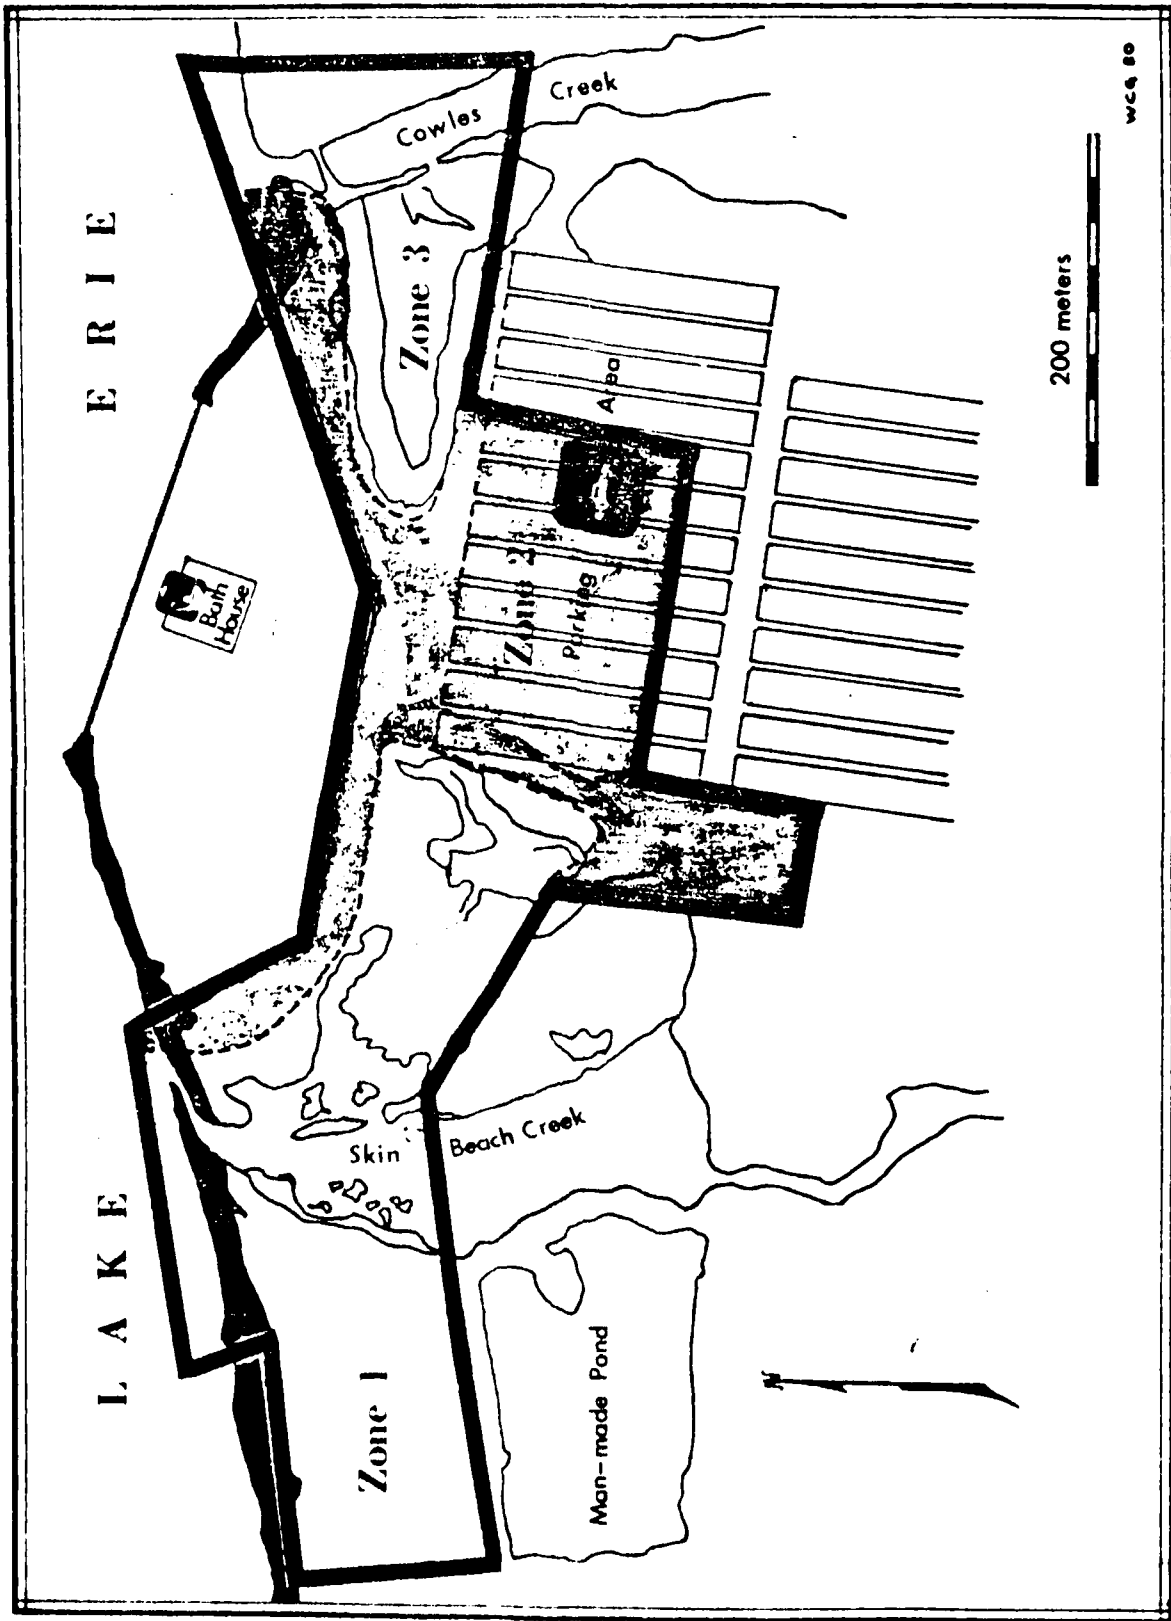 LAKE ERIE
Bath
House
Cowles Creek
Zone 3
Area
Zone 2
Parking
Skin Beach Creek
Zone 1
Man-made Pond
N
200 meters
WCG 80